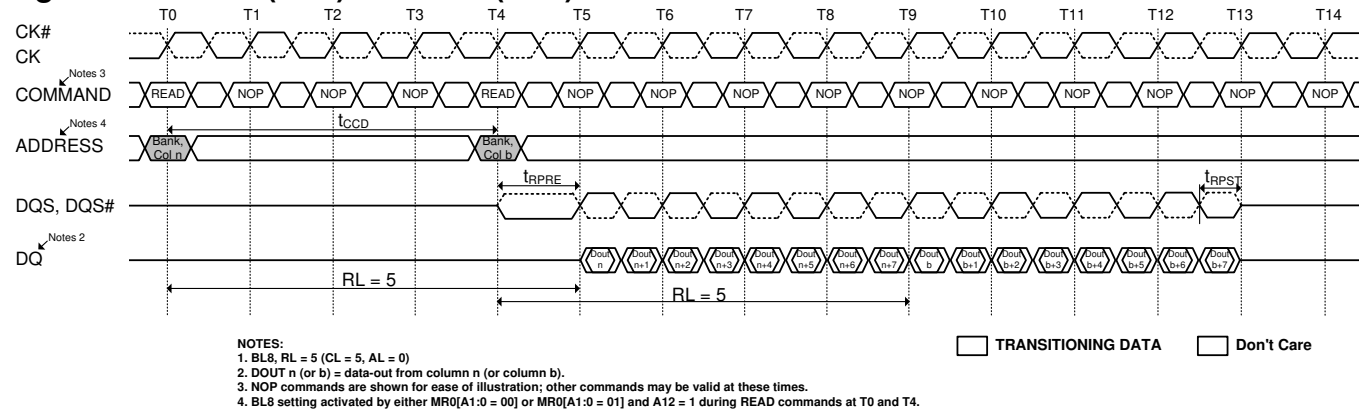 T0 T1 T2 T3 T4 T5 T6 T7 T8 T9 T10 T11 T12 T13 T14
CK#
CK
Notes 3
COMMAND READ NOP NOP NOP READ NOP NOP NOP NOP NOP NOP NOP NOP NOP NOP
tCCD
Notes 4
ADDRESS Bank, Col n Bank, Col b
tRPRE tRPST
DQS, DQS#
Notes 2
DQ Dout n Dout n+1 Dout n+2 Dout n+3 Dout n+4 Dout n+5 Dout n+6 Dout n+7 Dout b Dout b+1 Dout b+2 Dout b+3 Dout b+4 Dout b+5 Dout b+6 Dout b+7
RL = 5 RL = 5
NOTES:
1. BL8, RL = 5 (CL = 5, AL = 0)
2. DOUT n (or b) = data-out from column n (or column b).
3. NOP commands are shown for ease of illustration; other commands may be valid at these times.
4. BL8 setting activated by either MR0[A1:0 = 00] or MR0[A1:0 = 01] and A12 = 1 during READ commands at T0 and T4.
TRANSITIONING DATA Don't Care